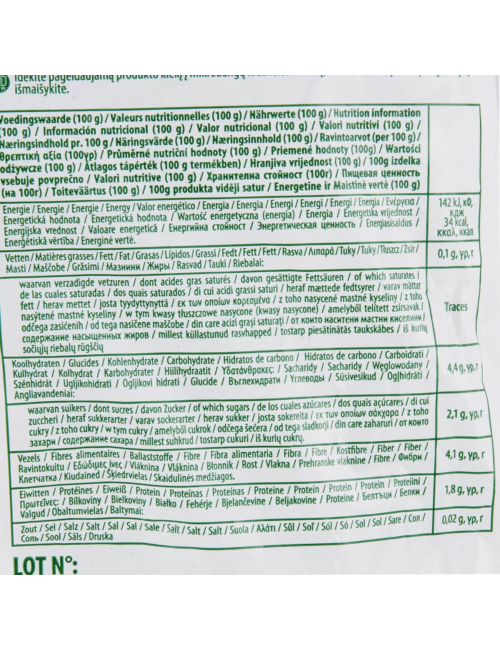 Įdėkite pageidaujamą produkto kiekį į mikrobangų
išmaišykite.
Voedingswaarde (100 g) / Valeurs nutritionnelles (100 g) / Nährwerte (100 g) / Nutrition information
(100 g) / Información nutricional (100 g) / Valor nutricional (100 g) / Valori nutritivi (100 g) /
Næringsindhold pr. 100 g / Näringsvärde (100 g) / Næringsinnhold (100 g) / Ravintoarvot (per 100 g) /
Θρεπτική αξία (100γρ) / Průměrné nutriční hodnoty (100 g) / Priemené hodnoty (100g) / Wartości
odżywcze (100 g) / Átlagos tápérték (100 g termékben) / Hranjiva vrijednost (100 g) / 100g izdelka
vsebuje povprečno / Valori nutritive (100 g) / Хранителна стойност (100г) / Пищевая ценность
(на 100г) / Toiteväärtus (100 g) / 100g produkta vidēji satur / Energetine ir Maistinė vertė (100 g)
Energie / Energie / Energie / Energy / Valor energético / Energia / Energia / Energi / Energi / Energi / Energia / Ενέργεια /
Energetická hodnota / Energetická hodnota / Wartość energetyczna (energia) / Energia / Energetska vrijednost /
Energijska vrednost / Valoare energetică / Енергийна стойност / Энергетическая ценность / Energiasisaldus /
Enerģētiskā vērtība / Energinė vertė.
142 kJ, кð,
кдж
34 kcal,
ккал, ккал
Vetten / Matières grasses / Fett / Fat / Grasas / Lípidos / Grassi / Fedt / Fett / Fett / Rasva / Λιπαρά / Tuky / Tuky / Tłuszcz / Zsír /
Masti / Maščobe / Grăsimi / Мазнини / Жиры / Rasvad / Tauki / Riebalai:
0,1 g, γρ, г
waarvan verzadigde vetzuren / dont acides gras saturés / davon gesättigte Fettsäuren / of which saturates /
de las cuales saturadas / dos quais saturados / di cui acidi grassi saturi / heraf mættede fedtsyrer / varav mättat
fett / herav mettet / josta tyydyttynyttä / εκ των οποίων κορεσμένα / z toho nasycené mastné kyseliny / z toho
nasýtené mastné kyseliny / w tym kwasy tłuszczowe nasycone (kwasy nasycone) / amelyből telített zsírsavak /
odčega zasićenih / od tega nasičene maščobe / din care acizi grași saturați / от които наситени мастни киселини /
содержание насыщенных жиров / millest küllastunud rasvhapped / tostarp piesātinātās taukskābes / iš kurių
sočiųjų riebalų rūgščių
Traces
Koolhydraten / Glucides / Kohlenhydrate / Carbohydrate / Hidratos de carbono / Hidratos de carbono / Carboidrati /
Kulhydrat / Kolhydrat / Karbohydrater / Hiilihydraatit / Υδατάνθρακες / Sacharidy / Sacharidy / Węglowodany /
Szénhidrát / Ugljikohidrati / Ogljikovi hidrati / Glucide / Въглехидрати / Углеводы / Süsivesikud / Ogļhidrāti /
Angliavandeniai:
4,4 g, γρ, г
waarvan suikers / dont sucres / davon Zucker / of which sugars / de los cuales azúcares / dos quais açúcares / di cui
zuccheri / heraf sukkerarter / varav sockerarter / herav sukker / josta sokereita / εκ των οποίων σάκχαρα / z toho
cukry / z toho cukry / w tym cukry / amelyből cukrok / odčega šećera / od tega sladkorji / din care zaharuri / от които
захари / содержание сахара / millest suhkrud / tostarp cukuri / iš kurių cukrų.
2,1 g, γρ, г
Vezels / Fibres alimentaires / Ballaststoffe / Fibre / Fibra alimentaria / Fibra / Fibre / Kostfibre / Fiber / Fiber /
Ravintokuitu / Εδώδιμες ίνες / Vláknina / Vláknina / Błonnik / Rost / Vlakna / Prehranske vlaknine / Fibre / Фибри /
Клетчатка / Kiudained / Šķiedrvielas / Skaidulinės medžiagos.
4,1 g, γρ, г
Eiwitten / Protéines / Eiweiß / Protein / Proteínas / Proteínas / Proteine / Protein / Protein / Protein / Proteiini /
Πρωτεΐνες / Bílkoviny / Bielkoviny / Białko / Fehérje / Bjelančevine / Beljakovine / Proteine / Белтъци / Белки /
Valgud / Obaltumvielas / Baltymai:
1,8 g, γρ, г
Zout / Sel / Salz / Salt / Sal / Sal / Sale / Salt / Salt / Salt / Suola / Αλάτι / Sůl / Soľ / Sól / Só / Sol / Sol / Sare / Сол /
Соль / Sool / Sāls / Druska
0,02 g, γρ, г
LOT N°: